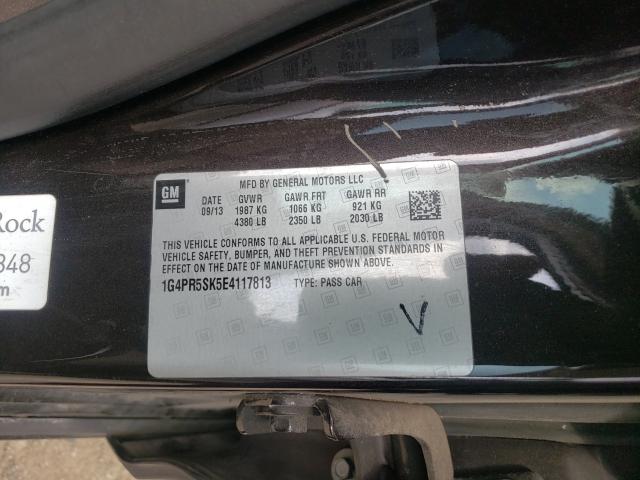 GM
MFD BY GENERAL MOTORS LLC
DATE GVWR GAWR FRT GAWR RR
09/13 1987 KG 1066 KG 921 KG
4380 LB 2350 LB 2030 LB
THIS VEHICLE CONFORMS TO ALL APPLICABLE U.S. FEDERAL MOTOR
VEHICLE SAFETY, BUMPER, AND THEFT PREVENTION STANDARDS
IN EFFECT ON THE DATE OF MANUFACTURE SHOWN ABOVE.
1G4PR5SK5E4117813 TYPE: PASS CAR
V
Rock
348
m